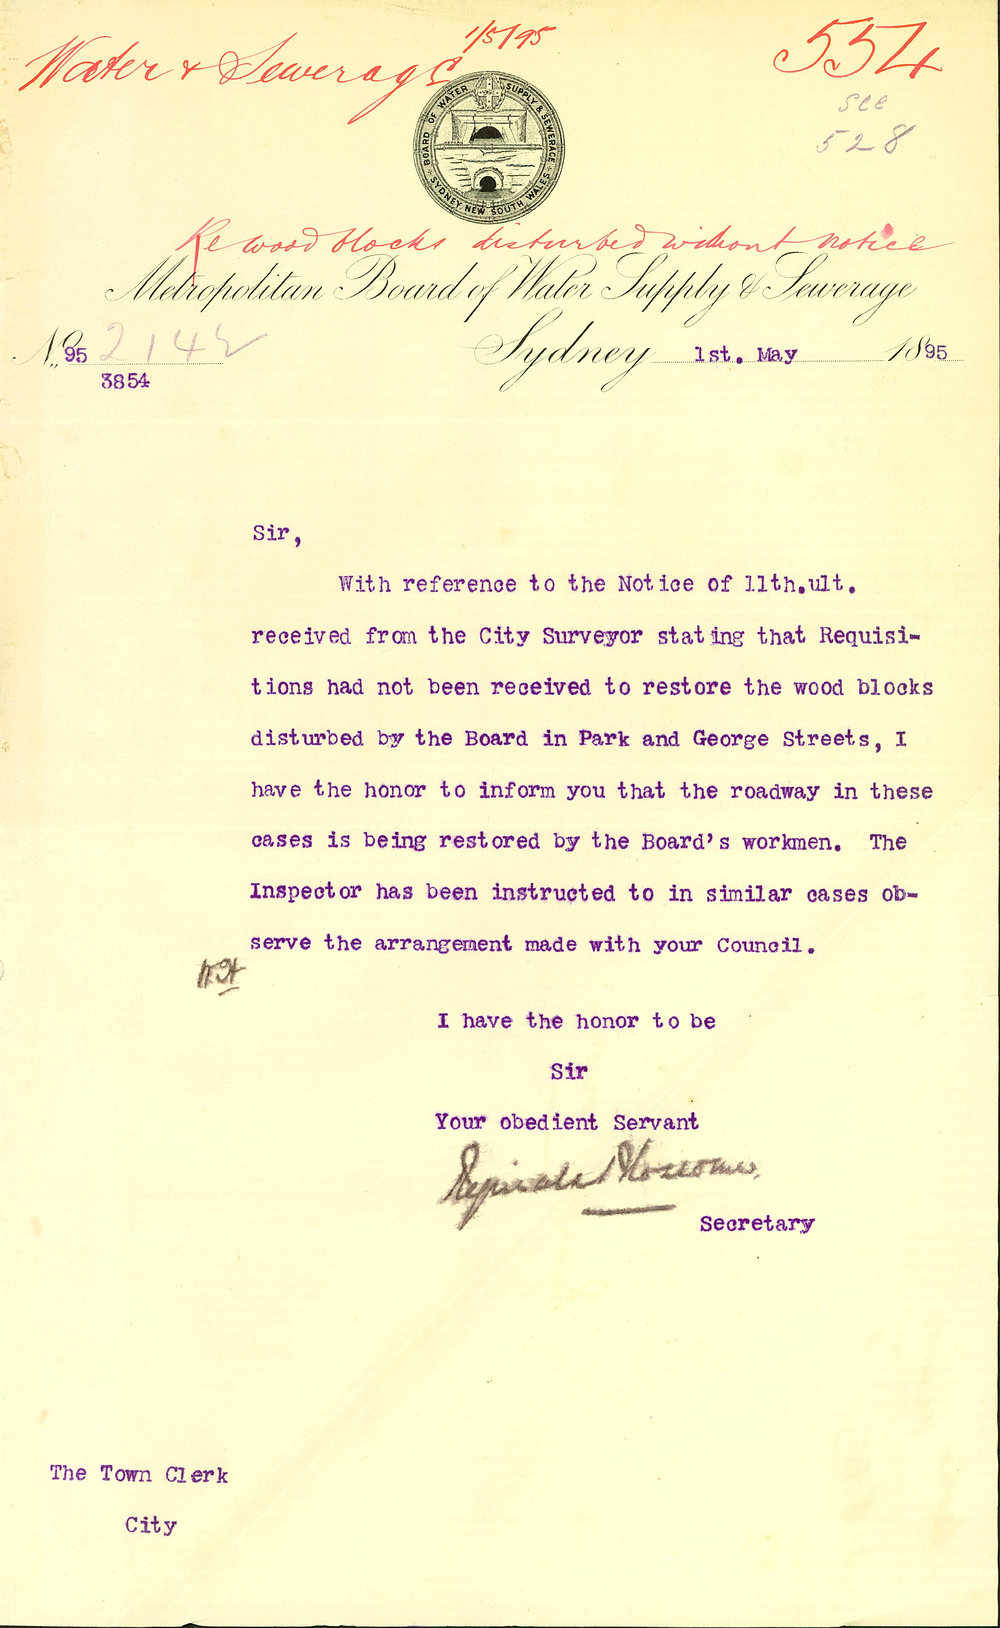 1/5/95
Water & Sewerage
554
see
528
BOARD OF WATER SUPPLY & SEWERAGE
SYDNEY NEW SOUTH WALES
Re wood blocks disturbed without notice
Metropolitan Board of Water Supply & Sewerage
No. 95 2142
3854
Sydney 1st. May 1895
Sir,
With reference to the Notice of 11th.ult.
received from the City Surveyor stating that Requisi-
tions had not been received to restore the wood blocks
disturbed by the Board in Park and George Streets, I
have the honor to inform you that the roadway in these
cases is being restored by the Board's workmen. The
Inspector has been instructed to in similar cases ob-
serve the arrangement made with your Council.
I have the honor to be
Sir
Your obedient Servant
Secretary
The Town Clerk
City